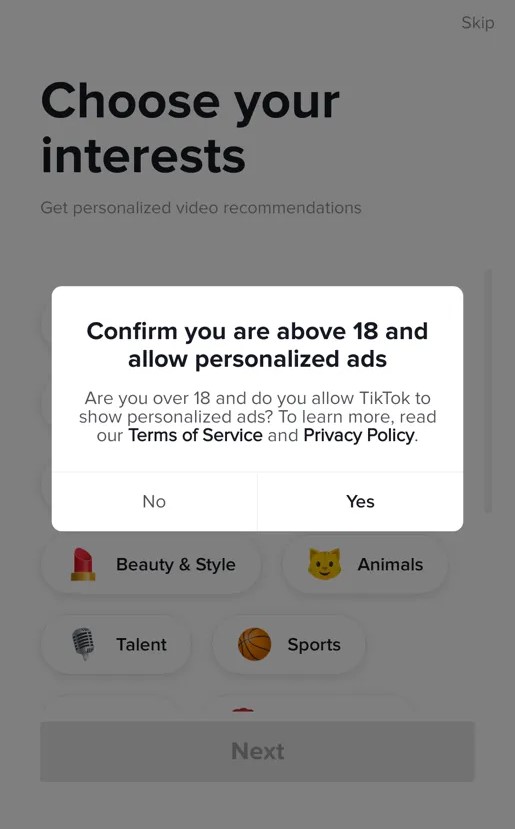 Skip
Choose your
interests
Get personalized video recommendations
Confirm you are above 18 and
allow personalized ads
Are you over 18 and do you allow TikTok to
show personalized ads? To learn more, read
our Terms of Service and Privacy Policy.
No
Yes
Beauty & Style
Animals
Talent
Sports
Next